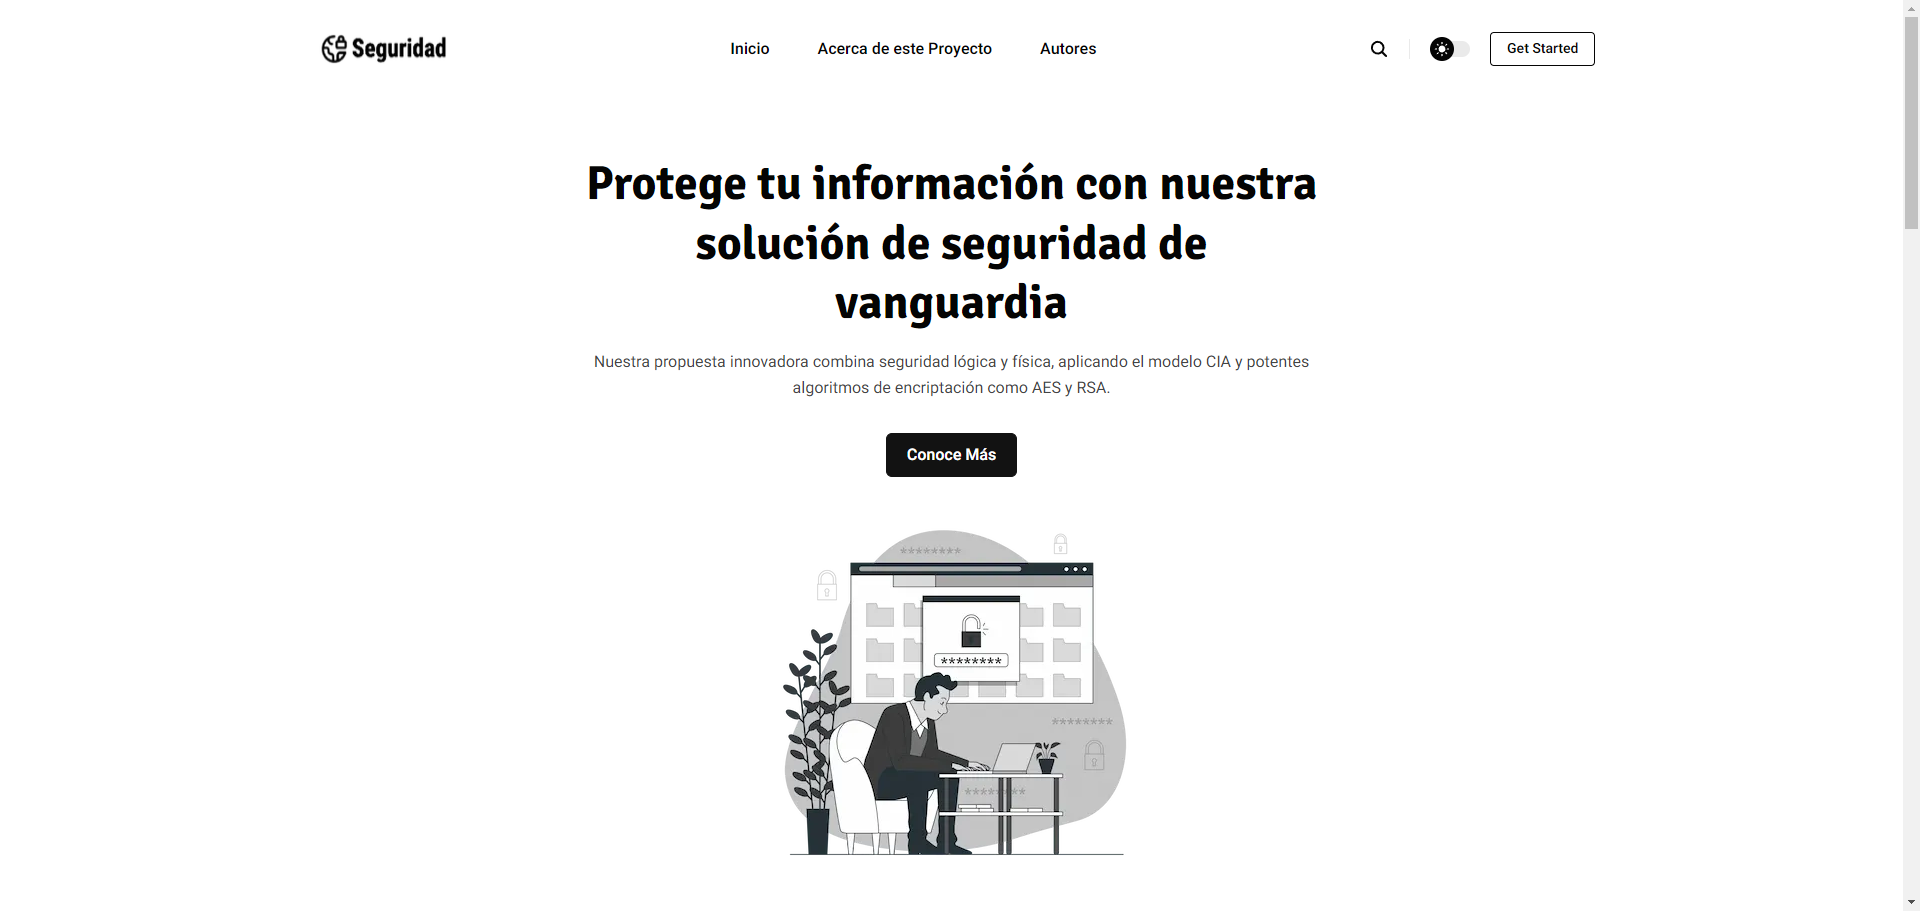 Seguridad
Inicio
Acerca de este Proyecto
Autores
Get Started
Protege tu información con nuestra
solución de seguridad de
vanguardia
Nuestra propuesta innovadora combina seguridad lógica y física, aplicando el modelo CIA y potentes
algoritmos de encriptación como AES y RSA.
Conoce Más
********
********
********
********